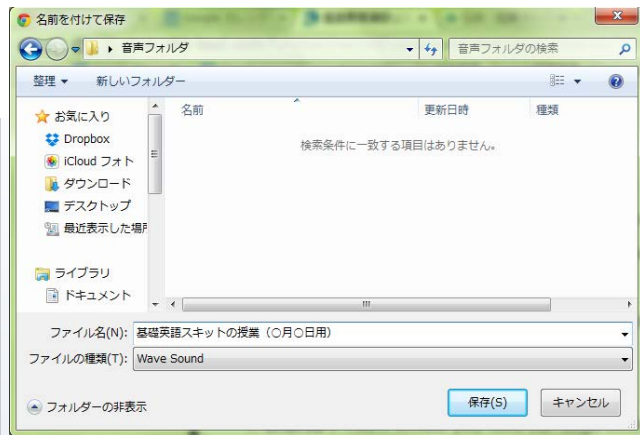 名前を付けて保存
音声フォルダ
音声フォルダの検索
整理 新しいフォルダー
名前 更新日時 種類
検索条件に一致する項目はありません。
お気に入り
Dropbox
iCloud フォト
ダウンロード
デスクトップ
最近表示した場所
ライブラリ
ドキュメント
ファイル名(N): 基礎英語スキットの授業（○月○日用）
ファイルの種類(T): Wave Sound
フォルダーの非表示 保存(S) キャンセル